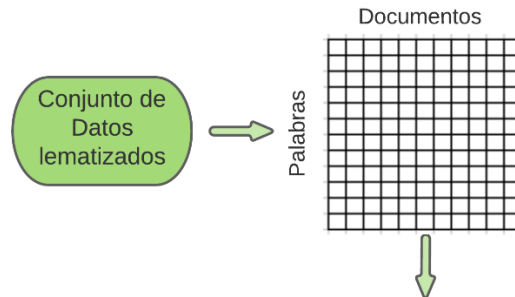 Documentos
Conjunto de
Datos
lematizados
Palabras